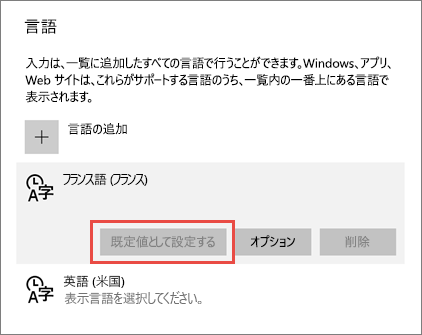 言語
入力は、一覧に追加したすべての言語で行うことができます。Windows、アプリ、
Web サイトは、これらがサポートする言語のうち、一覧内の一番上にある言語で
表示されます。
言語の追加
A字 フランス語 (フランス)
既定値として設定する オプション 削除
A字 英語 (米国)
表示言語を選択してください。